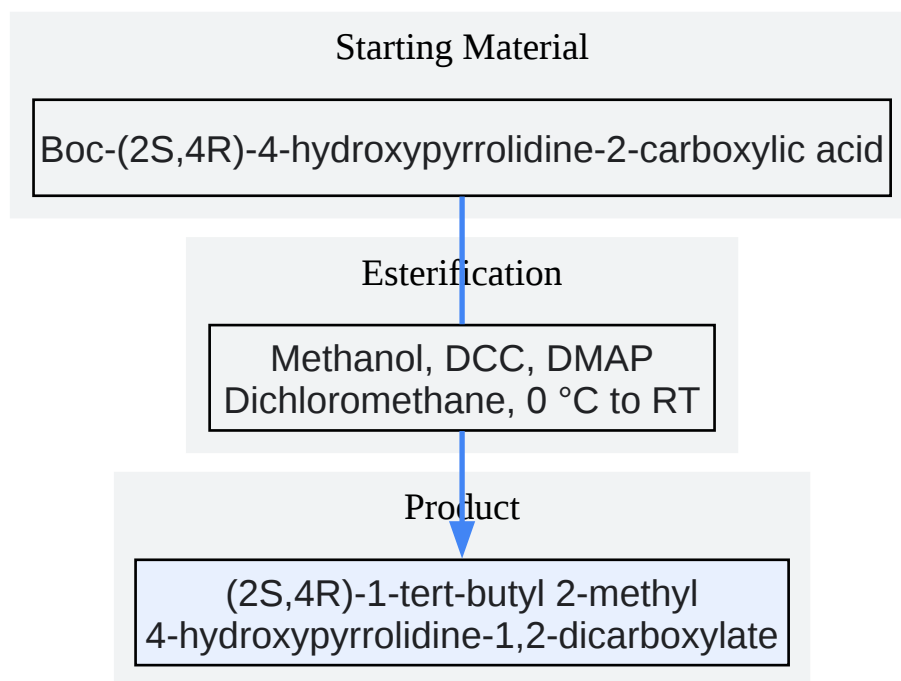 Starting Material
Boc-(2S,4R)-4-hydroxypyrrolidine-2-carboxylic acid
Esterification
Methanol, DCC, DMAP
Dichloromethane, 0 °C to RT
Product
(2S,4R)-1-tert-butyl 2-methyl
4-hydroxypyrrolidine-1,2-dicarboxylate